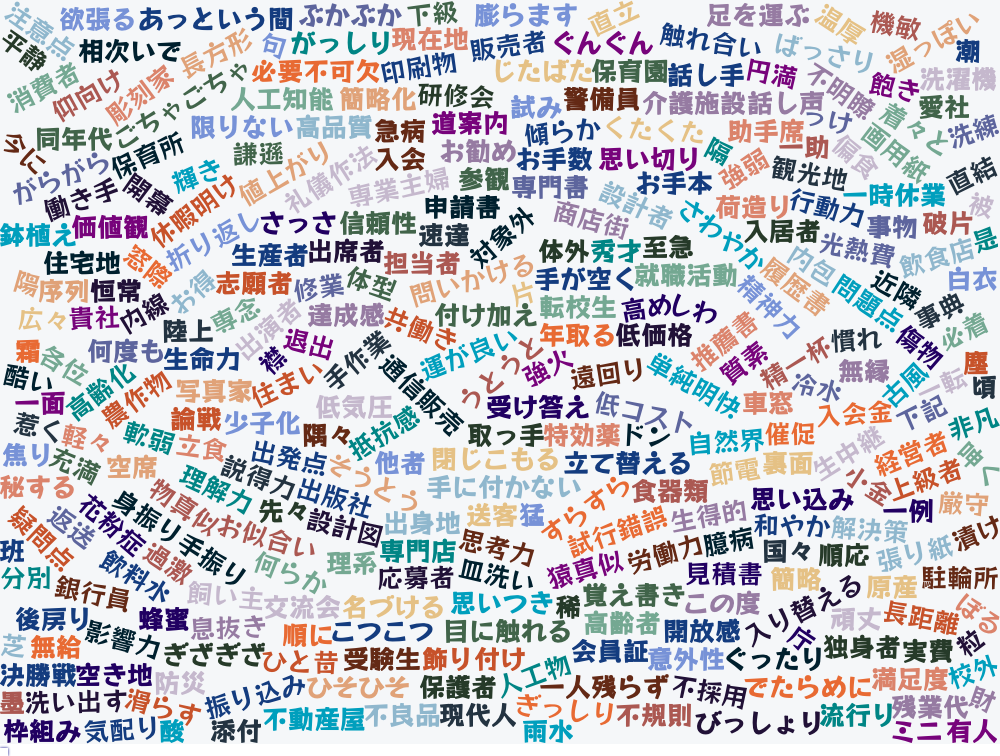 注意点
欲張る
あっという間
ぷかぷか
下級
膨らます
直立
足を運ぶ
温厚
機敏
湿っぽい
平静
相次いで
長方形
句
がっしり
現在地
販売者
ぐんぐん
触れ合い
ばっさり
潮
消費者
仰向け
彫刻家
ごちゃごちゃ
必要不可欠
印刷物
じたばた
保育園
話し手
円満
不明瞭
飽き
洗濯機
人工知能
簡略化
研修会
試み
警備員
介護施設
話し声
つけ
着々と
愛社
同年代
保育所
限りない
高品質
急病
道案内
傾らか
くたくた
助手席
一助
偏食
画用紙
洗練
がらがら
謙遜
値上がり
礼儀作法
入会
お勧め
お手数
思い切り
隔
強弱
観光地
直結
働き手
開幕
輝き
休暇明け
専業主婦
参観
専門書
設計者
お手本
荷造り
行動力
一時休業
被
鉢植え
価値観
惑
折り返し
さっさ
信頼性
申請書
速達
対象外
商店街
さわやか
入居者
光熱費
事物
破片
飲食店
是
住宅地
生産者
出席者
担当者
問いかける
体外
秀才
至急
内包
問題点
近隣
白衣
陽
序列
恒常
お得
志願者
修業
体型
片
手が空く
就職活動
精神力
履歴書
事典
広々
貴社
内線
陸上
専念
出演者
達成感
共働き
付け加え
転校生
高め
しわ
推薦書
慣れ
傷物
必着
霜
各位
何度も
生命力
襟
退出
手作業
通信販売
運が良い
うとうと
年取る
低価格
質素
精一杯
無縁
古風
一転
塵
酷い
高齢化
農作物
写真家
住まい
強火
遠回り
単純明快
車窓
冷水
頃
一面
論戦
少子化
低気圧
抵抗感
受け答え
低コスト
入会金
下記
非凡
惹く
軽々
軟弱
立食
隅々
取っ手
特効薬
ドン
自然界
催促
生中継
経営者
焦り
充満
空席
理解力
説得力
出発点
そっとう
他者
閉じこもる
立て替える
節電
裏面
小金
上級者
秘する
花粉症
身振り手振り
物真似
お似合い
先々
出版社
設計図
手に付かない
すらすら
食器類
思い込み
一例
厳守
疑問点
返送
過激
出身地
送客
猛
試行錯誤
生得的
和やか
解決策
張り紙
漬け
班
分別
飲料水
何らか
理系
専門店
思考力
皿洗い
猿真似
労働力
臆病
国々
順応
銀行員
飼い主
交流会
応募者
名づける
思いつき
稀
覚え書き
見積書
この度
簡略
入り替える
原産
駐輪所
後戻り
蜂蜜
息抜き
順に
こつこつ
目に触れる
高齢者
開放感
斤
頑丈
長距離
ぼる
芝
無給
影響力
ぎざぎざ
ひと昔
受験生
飾り付け
人工物
会員証
意外性
ぐったり
独身者
実費
粒
決勝戦
空き地
防災
振り込み
ひそひそ
保護者
一人残らず
不採用
でたらめに
満足度
校外
墨
洗い出す
滑らす
ぎっしり
残業代
財
枠組み
気配り
酸
添付
不動産屋
不良品
現代人
雨水
不規則
びっしょり
流行り
ミニ
有人